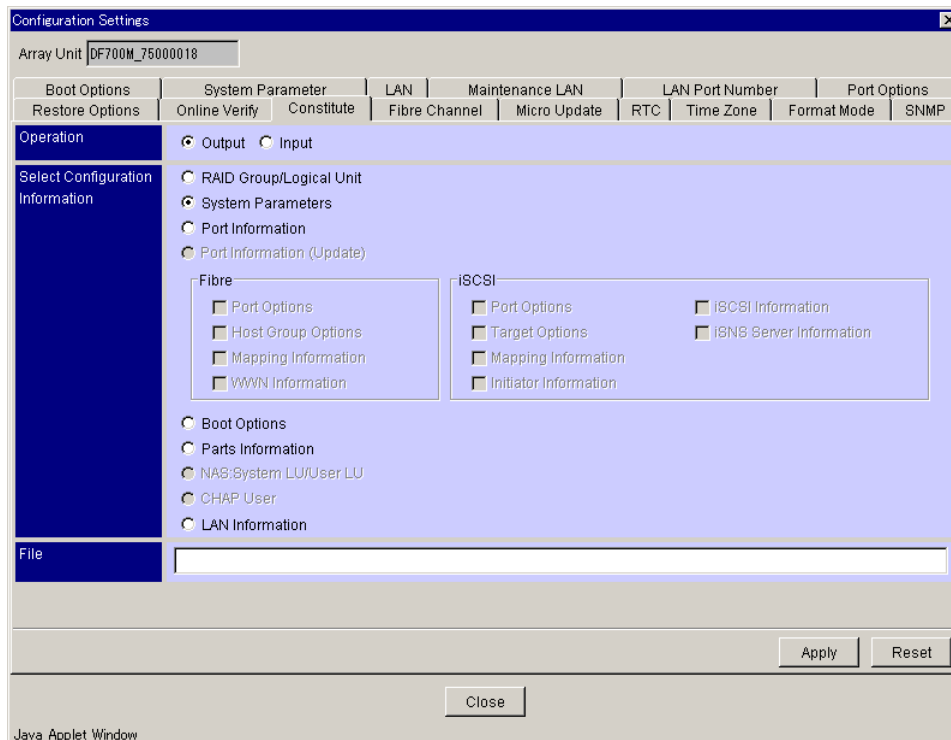 Configuration Settings
Array Unit DF700M_75000018
Boot Options System Parameter LAN Maintenance LAN LAN Port Number Port Options
Restore Options Online Verify Constitute Fibre Channel Micro Update RTC Time Zone Format Mode SNMP
Operation Output Input
Select Configuration Information
RAID Group/Logical Unit
System Parameters
Port Information
Port Information (Update)
Fibre
Port Options
Host Group Options
Mapping Information
WWN Information
iSCSI
Port Options iSCSI Information
Target Options iSNS Server Information
Mapping Information
Initiator Information
Boot Options
Parts Information
NAS:System LU/User LU
CHAP User
LAN Information
File
Apply Reset
Close
Java Applet Window